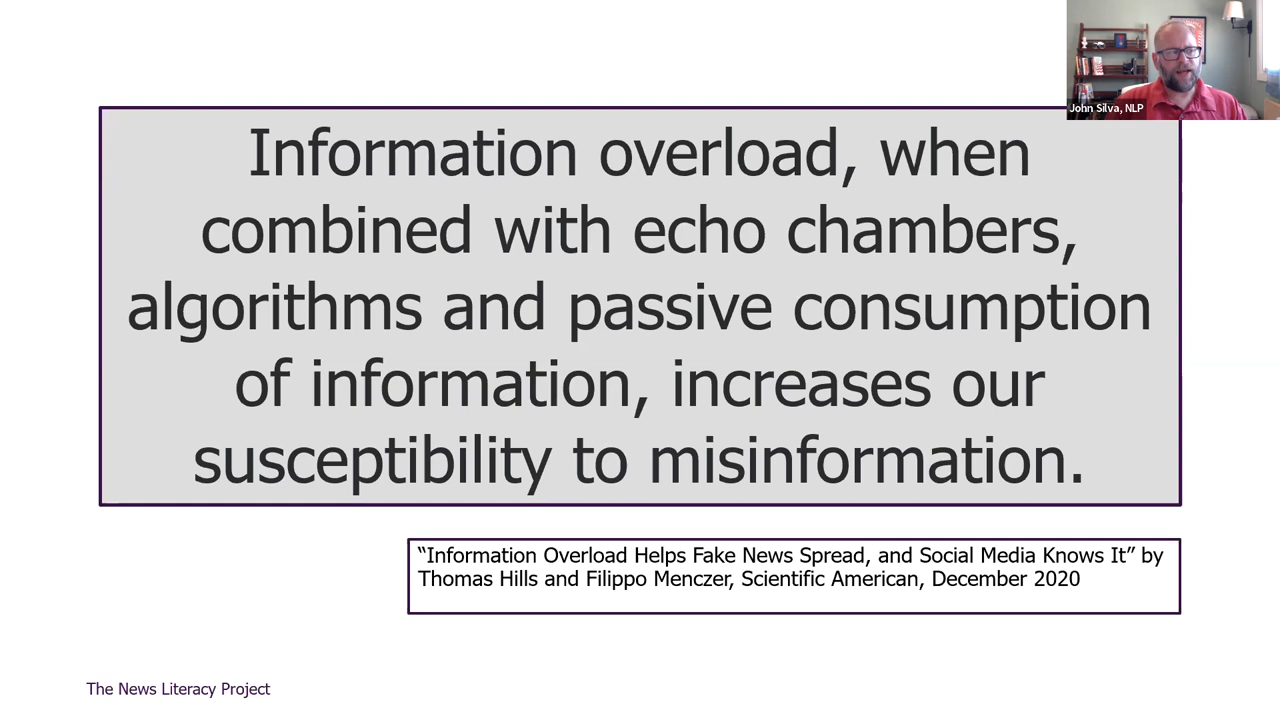 John Silva, NLP
Information overload, when
combined with echo chambers,
algorithms and passive consumption
of information, increases our
susceptibility to misinformation.
“Information Overload Helps Fake News Spread, and Social Media Knows It” by
Thomas Hills and Filippo Menczer, Scientific American, December 2020
The News Literacy Project